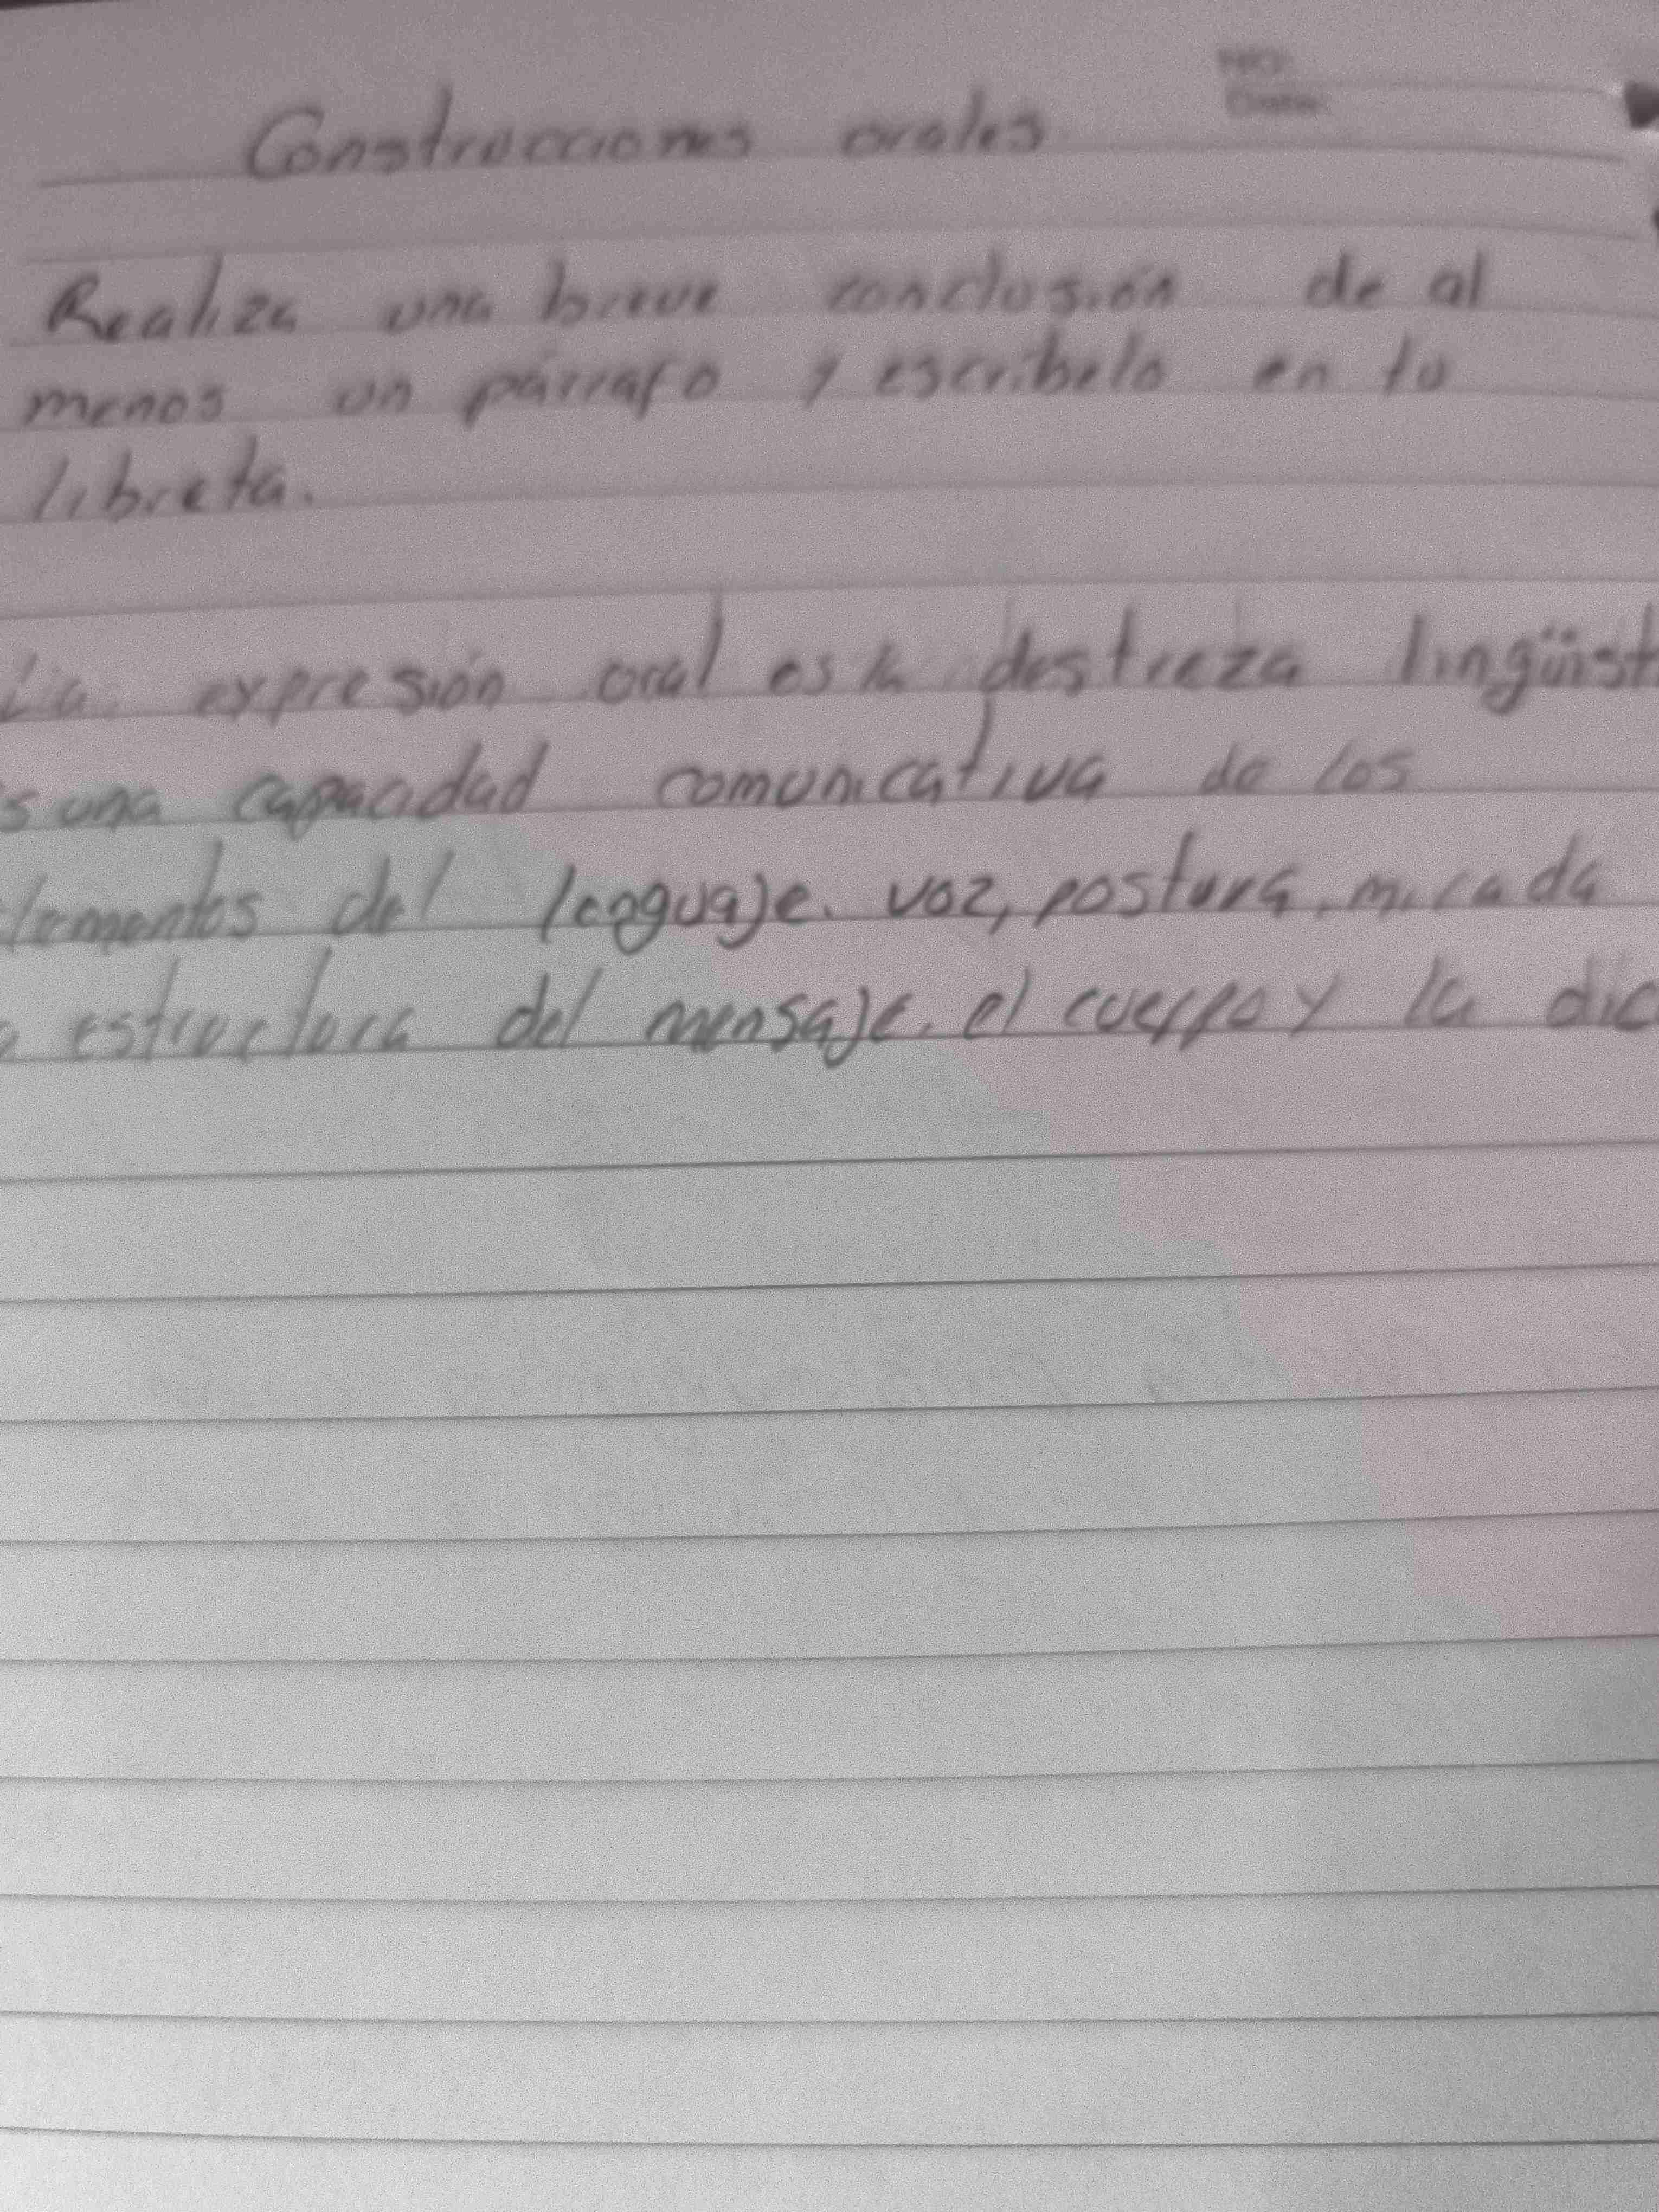 NO:
Date:
Construcciones orales
Realiza una breve conclusión de al
menos un párrafo y escribelo en tu
libreta.
La expresión oral es la destreza lingüist
s una capacidad comunicativa de los
lementos del lenguaje. voz, postura, mirada
estructura del mensaje, el cuerpo y la dic